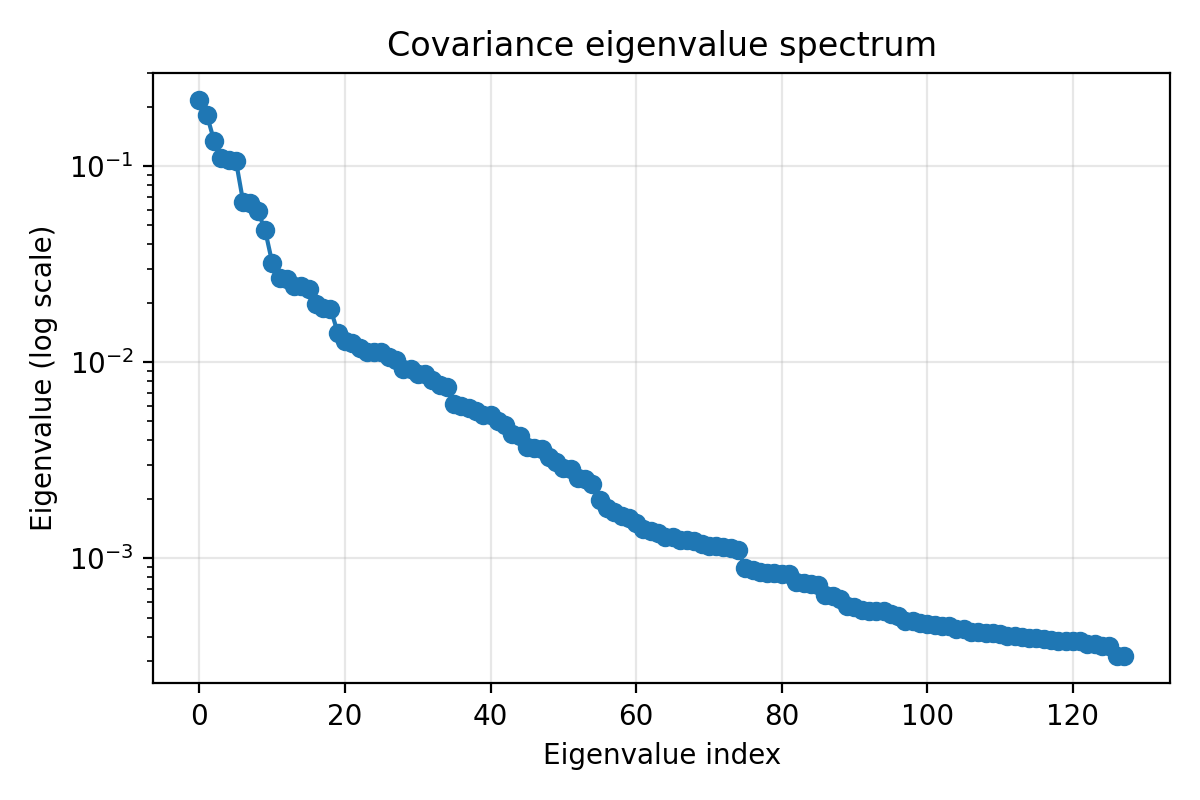 Covariance eigenvalue spectrum
Eigenvalue (log scale)
10⁻¹
10⁻²
10⁻³
0 20 40 60 80 100 120
Eigenvalue index